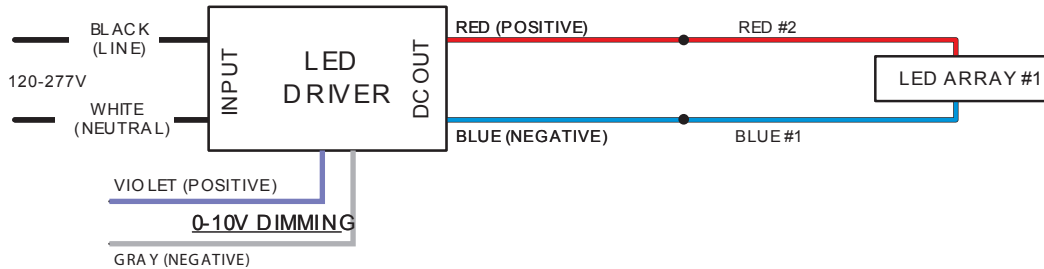 BLACK
(LINE)
120-277V
WHITE
(NEUTRAL)
INPUT
LED
DRIVER
DC OUT
RED (POSITIVE)
RED #2
LED ARRAY #1
BLUE (NEGATIVE)
BLUE #1
VIOLET (POSITIVE)
0-10V DIMMING
GRAY (NEGATIVE)